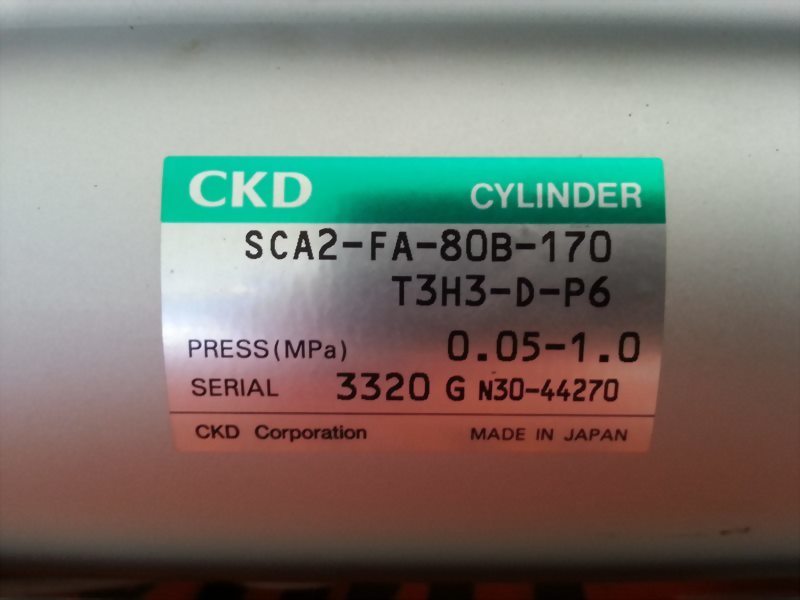 CKD CYLINDER
SCA2-FA-80B-170
T3H3-D-P6
PRESS(MPa) 0.05-1.0
SERIAL 3320 G N30-44270
CKD Corporation MADE IN JAPAN